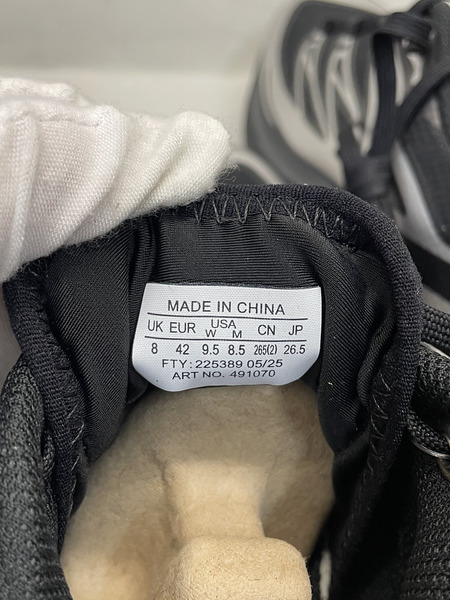 MADE IN CHINA
UK EUR USA W M CN JP
8 42 9.5 8.5 265(2) 26.5
FTY: 225389 05/25
ART NO. 491070